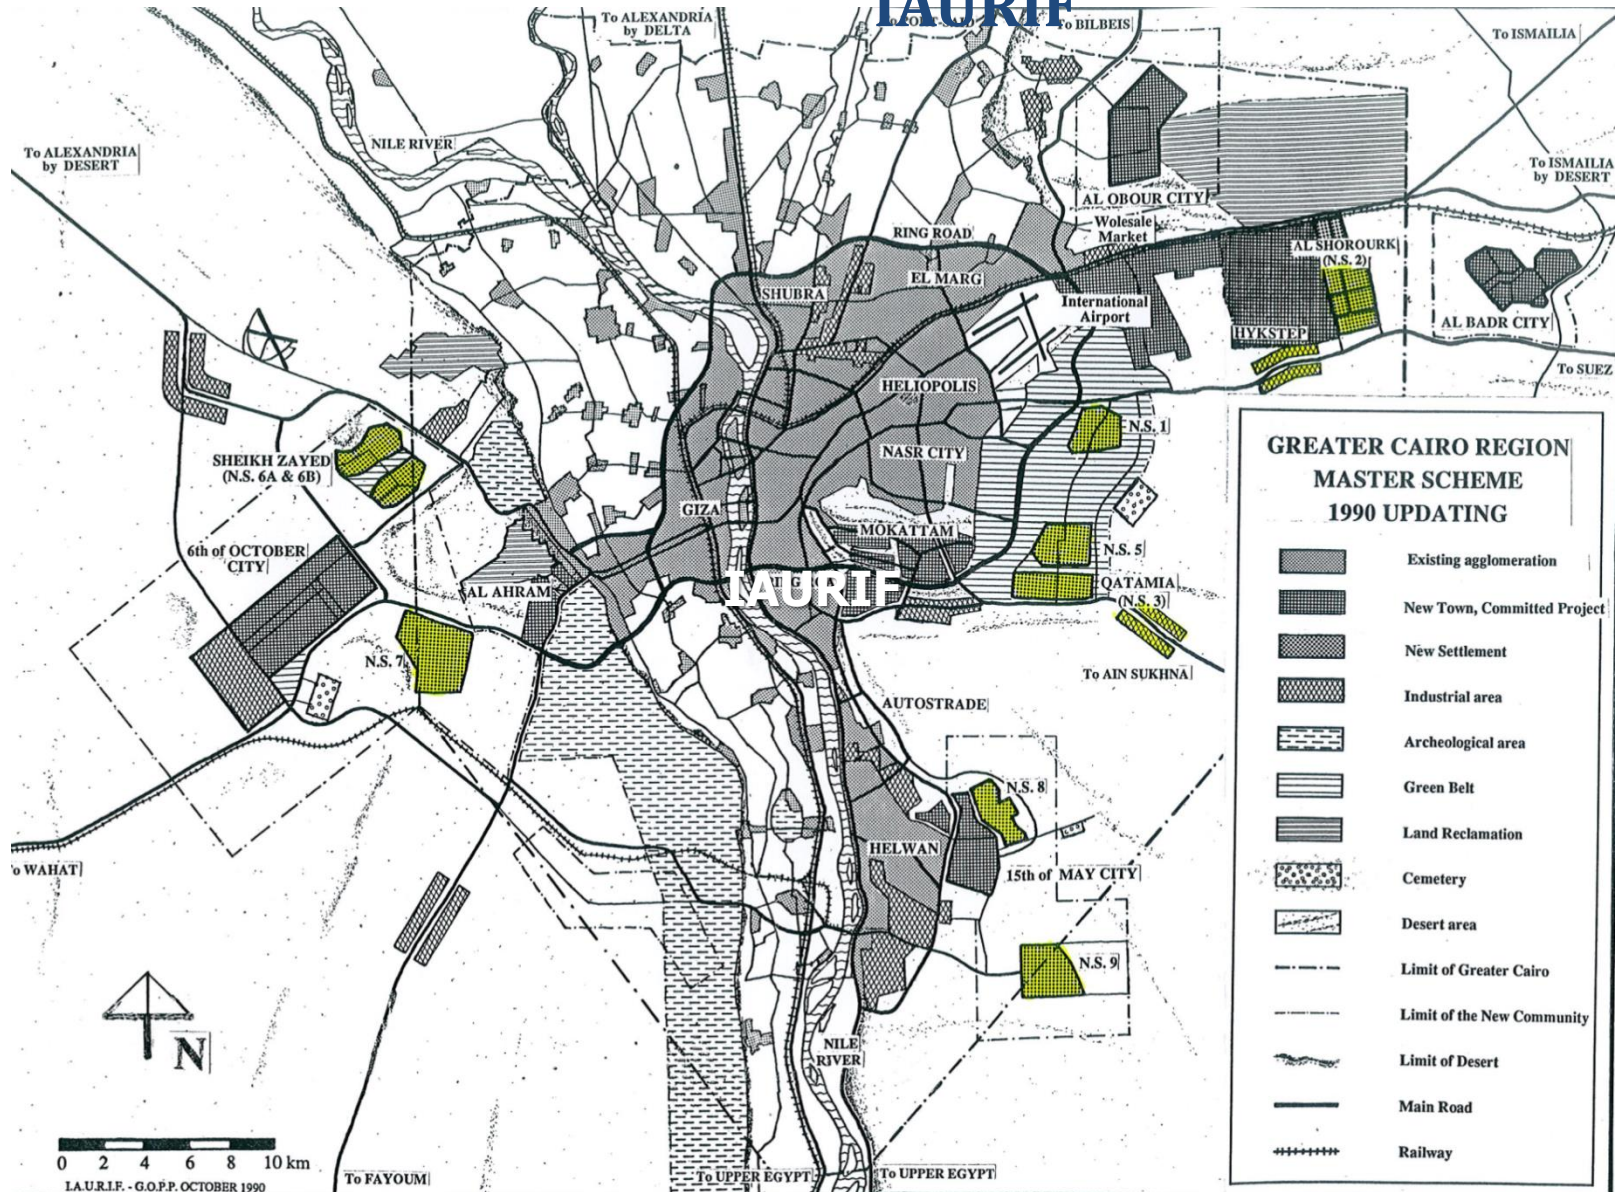 IAURIF
To ALEXANDRIA
by DELTA
To BILBEIS
To ISMAILIA
NILE RIVER
To ALEXANDRIA
by DESERT
To ISMAILIA
by DESERT
AL OBOUR CITY
Wolesale
Market
RING ROAD
AL SHOROURK
(N.S. 2)
EL MARG
SHUBRA
International
Airport
HYKSTEP
AL BADR CITY
To SUEZ
HELIOPOLIS
N.S. 1
NASR CITY
SHEIKH ZAYED
(N.S. 6A & 6B)
GIZA
MOKATTAM
N.S. 5
6th of OCTOBER
CITY
AL AHRAM
IAURIF
QATAMIA
(N.S. 3)
N.S. 7
To AIN SUKHNA
AUTOSTRADE
N.S. 8
HELWAN
15th of MAY CITY
o WAHAT
N.S. 9
NILE
RIVER
N
0 2 4 6 8 10 km
I.A.U.R.I.F. - G.O.P.P. OCTOBER 1990
To FAYOUM
To UPPER EGYPT
To UPPER EGYPT
GREATER CAIRO REGION
MASTER SCHEME
1990 UPDATING
Existing agglomeration
New Town, Committed Project
New Settlement
Industrial area
Archeological area
Green Belt
Land Reclamation
Cemetery
Desert area
Limit of Greater Cairo
Limit of the New Community
Limit of Desert
Main Road
Railway